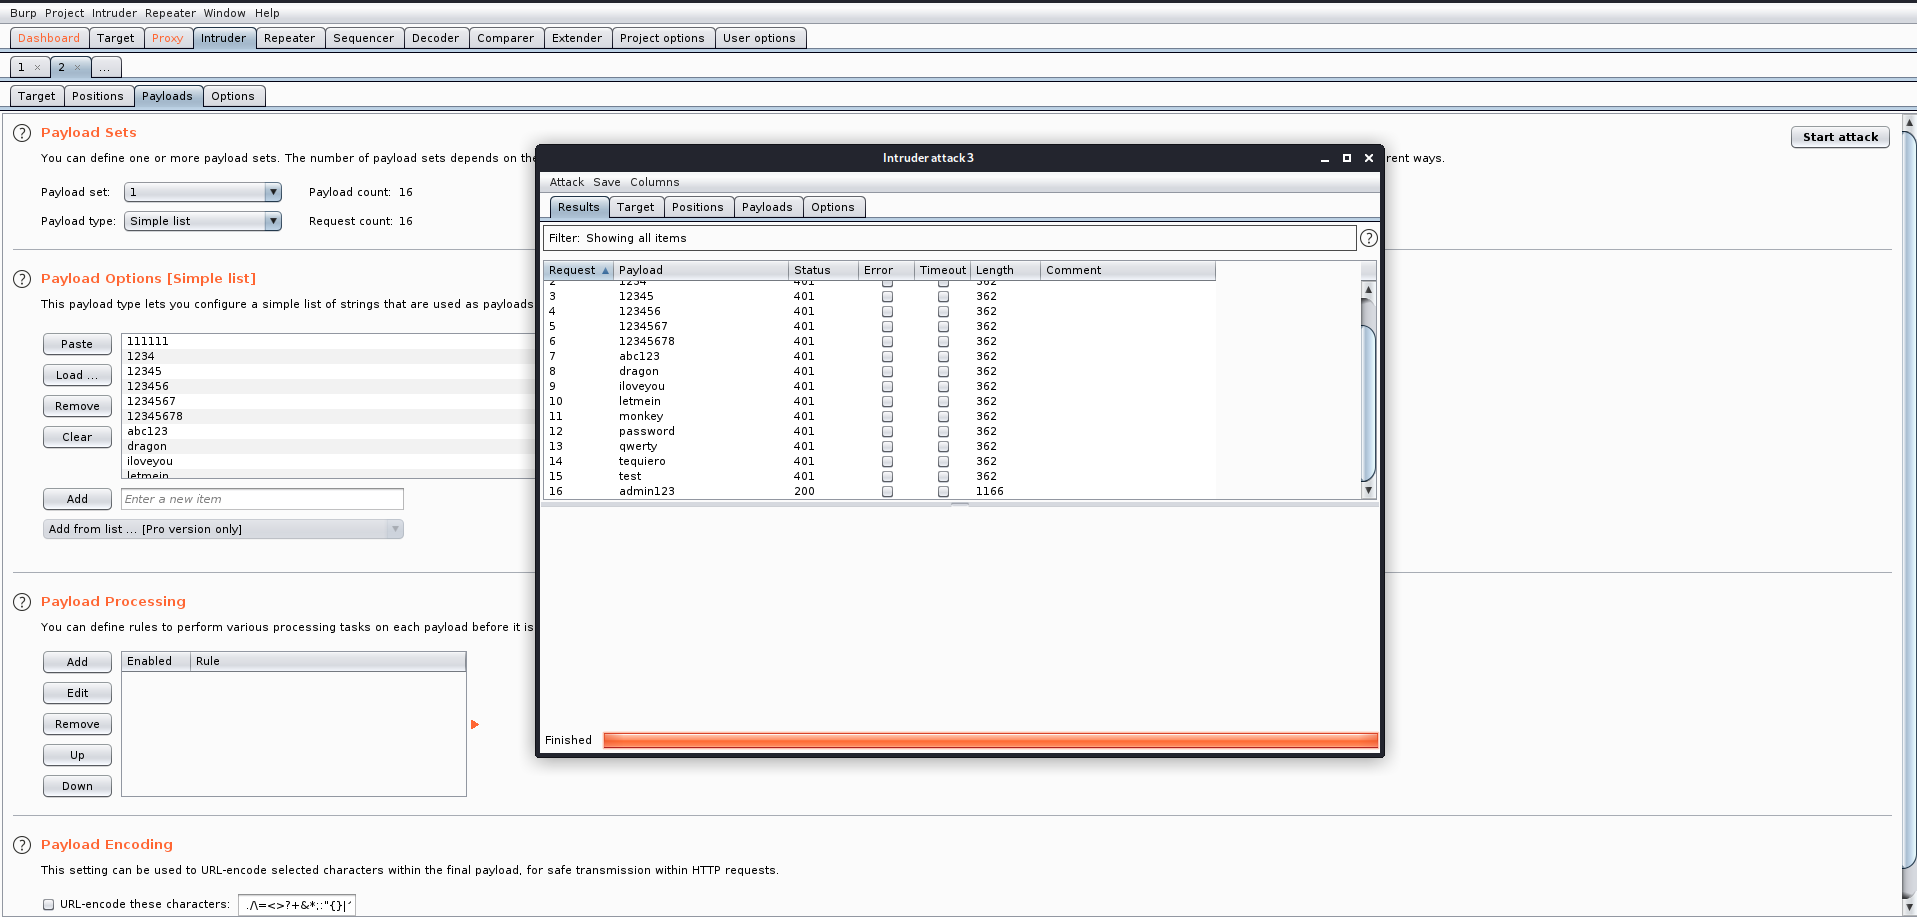 Burp Project Intruder Repeater Window Help
Dashboard Target Proxy Intruder Repeater Sequencer Decoder Comparer Extender Project options User options
1 × 2 × ...
Target Positions Payloads Options
? Payload Sets
Start attack
You can define one or more payload sets. The number of payload sets depends on the
rent ways.
Payload set: 1 Payload count: 16
Payload type: Simple list Request count: 16
? Payload Options [Simple list]
This payload type lets you configure a simple list of strings that are used as payloads
Paste
Load ...
Remove
Clear
111111
1234
12345
123456
1234567
12345678
abc123
dragon
iloveyou
letmein
Add Enter a new item
Add from list ... [Pro version only]
? Payload Processing
You can define rules to perform various processing tasks on each payload before it is
Add
Edit
Remove
Up
Down
Enabled Rule
? Payload Encoding
This setting can be used to URL-encode selected characters within the final payload, for safe transmission within HTTP requests.
URL-encode these characters: ./\=<>?+&*;:"{}|^
Intruder attack 3
Attack Save Columns
Results Target Positions Payloads Options
Filter: Showing all items ?
Request Payload Status Error Timeout Length Comment
2 1234 401 362
3 12345 401 362
4 123456 401 362
5 1234567 401 362
6 12345678 401 362
7 abc123 401 362
8 dragon 401 362
9 iloveyou 401 362
10 letmein 401 362
11 monkey 401 362
12 password 401 362
13 qwerty 401 362
14 tequiero 401 362
15 test 401 362
16 admin123 200 1166
Finished